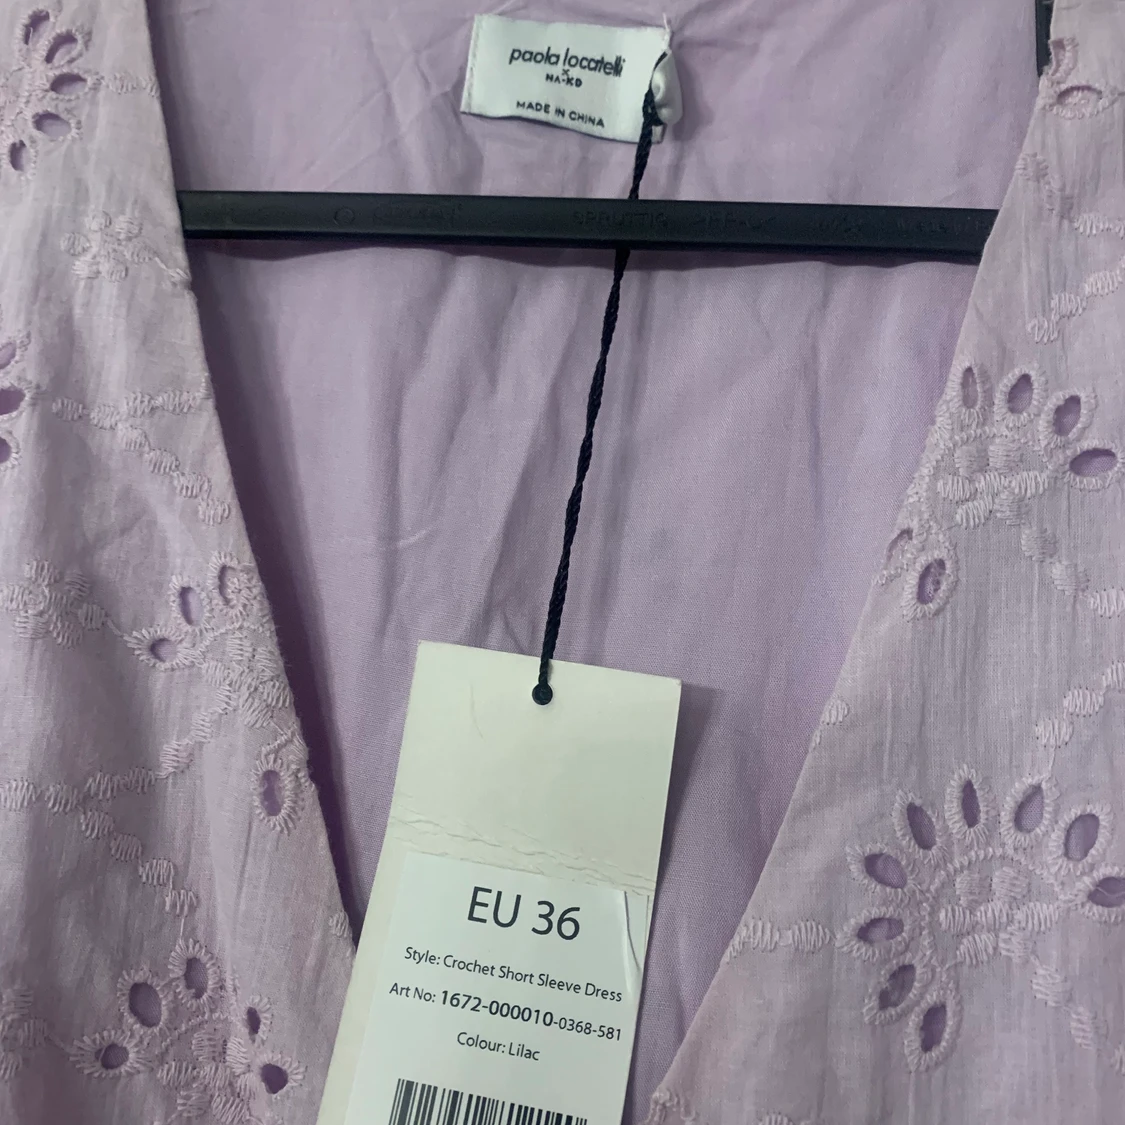 paola locatelli
x
NA-KD
MADE IN CHINA
EU 36
Style: Crochet Short Sleeve Dress
Art No: 1672-000010-0368-581
Colour: Lilac